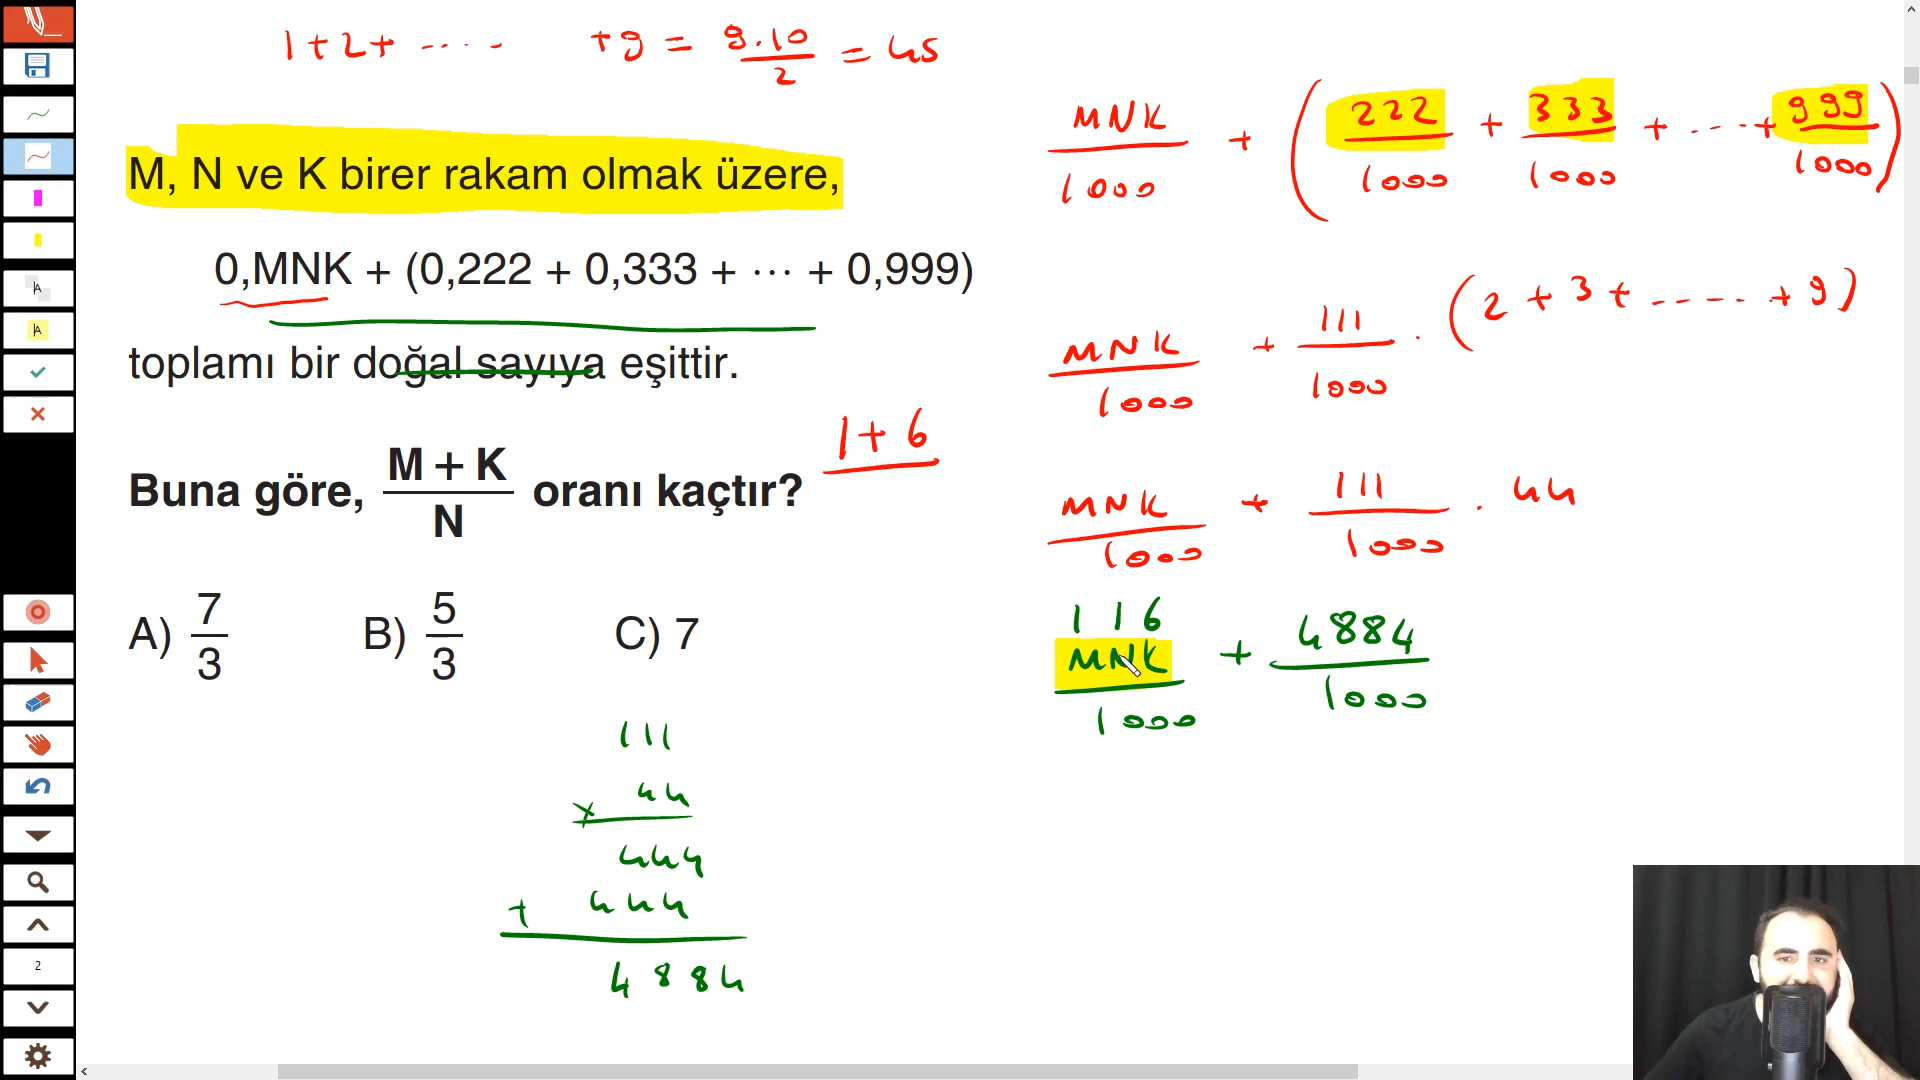 1+2+ ····· +9 = 9.10/2 = 45
M, N ve K birer rakam olmak üzere,
0,MNK + (0,222 + 0,333 + ··· + 0,999)
toplamı bir doğal sayıya eşittir.
Buna göre, (M + K)/N oranı kaçtır?
1+6
A) 7/3 B) 5/3 C) 7
111
x 44
444
+ 444
4884
MNK/1000 + (222/1000 + 333/1000 + ····+ 999/1000)
MNK/1000 + 111/1000 . (2 + 3 + ····· + 9)
MNK/1000 + 111/1000 . 44
116
MNK/1000 + 4884/1000
2